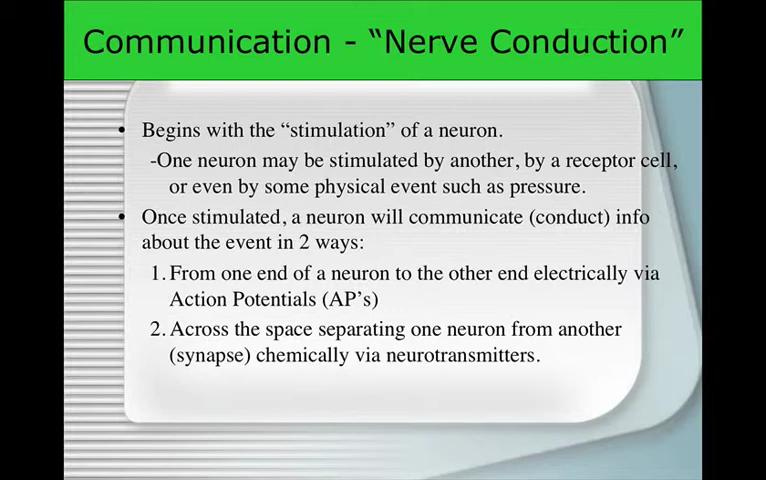 Communication - “Nerve Conduction”
• Begins with the “stimulation” of a neuron.
-One neuron may be stimulated by another, by a receptor cell,
or even by some physical event such as pressure.
• Once stimulated, a neuron will communicate (conduct) info
about the event in 2 ways:
1. From one end of a neuron to the other end electrically via
Action Potentials (AP’s)
2. Across the space separating one neuron from another
(synapse) chemically via neurotransmitters.